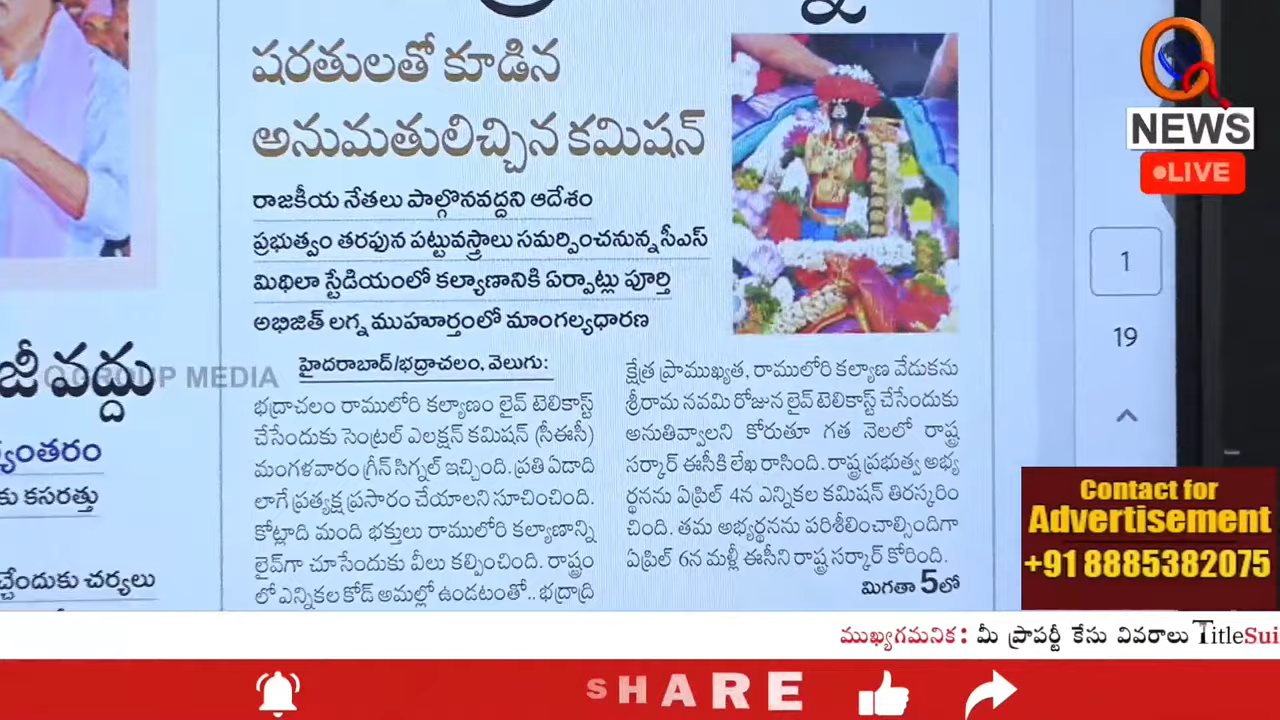 షరతులతో కూడిన
అనుమతులిచ్చిన కమిషన్
రాజకీయ నేతలు పాల్గొనవద్దని ఆదేశం
ప్రభుత్వం తరఫున పట్టువస్త్రాలు సమర్పించనున్న సీఎస్
మిథిలా స్టేడియంలో కల్యాణానికి ఏర్పాట్లు పూర్తి
అభిజిత్ లగ్న ముహూర్తంలో మాంగల్యధారణ
హైదరాబాద్/భద్రాచలం, వెలుగు:
భద్రాచలం రాములోరి కల్యాణం లైవ్ టెలికాస్ట్
చేసేందుకు సెంట్రల్ ఎలక్షన్ కమిషన్ (సీఈసీ)
మంగళవారం గ్రీన్ సిగ్నల్ ఇచ్చింది. ప్రతి ఏడాది
లాగే ప్రత్యక్ష ప్రసారం చేయాలని సూచించింది.
కోట్లాది మంది భక్తులు రాములోరి కల్యాణాన్ని
లైవ్‌గా చూసేందుకు వీలు కల్పించింది. రాష్ట్రం
లో ఎన్నికల కోడ్ అమల్లో ఉండటంతో.. భద్రాద్రి
క్షేత్ర ప్రాముఖ్యత, రాములోరి కల్యాణ వేడుకను
శ్రీరామ నవమి రోజున లైవ్ టెలికాస్ట్ చేసేందుకు
అనుతివ్వాలని కోరుతూ గత నెలలో రాష్ట్ర
సర్కార్ ఈసీకి లేఖ రాసింది. రాష్ట్ర ప్రభుత్వ అభ్య
ర్థనను ఏప్రిల్ 4న ఎన్నికల కమిషన్ తిరస్కరిం
చింది. తమ అభ్యర్థనను పరిశీలించాల్సిందిగా
ఏప్రిల్ 6న మళ్లీ ఈసీని రాష్ట్ర సర్కార్ కోరింది.
మిగతా 5లో
జీ వద్దు
GROUP MEDIA
్యంతరం
కు కసరత్తు
చ్చేందుకు చర్యలు
NEWS
LIVE
1
19
Contact for
Advertisement
+91 8885382075
ముఖ్యగమనిక: మీ ప్రాపర్టీ కేసు వివరాలు TitleSui
SHARE